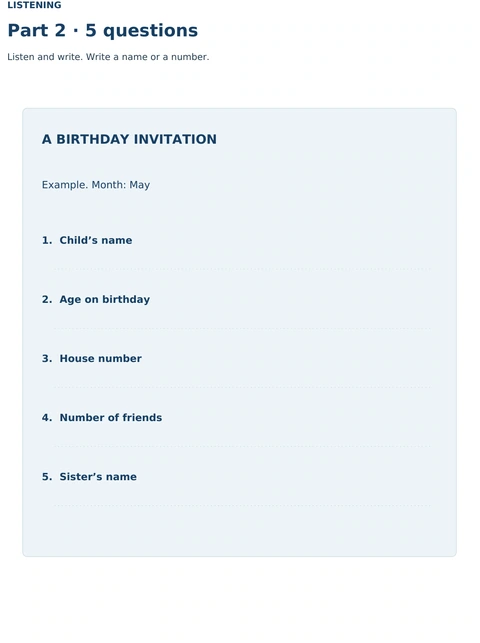 LISTENING
Part 2 · 5 questions
Listen and write. Write a name or a number.
A BIRTHDAY INVITATION
Example. Month: May
1. Child’s name
2. Age on birthday
3. House number
4. Number of friends
5. Sister’s name